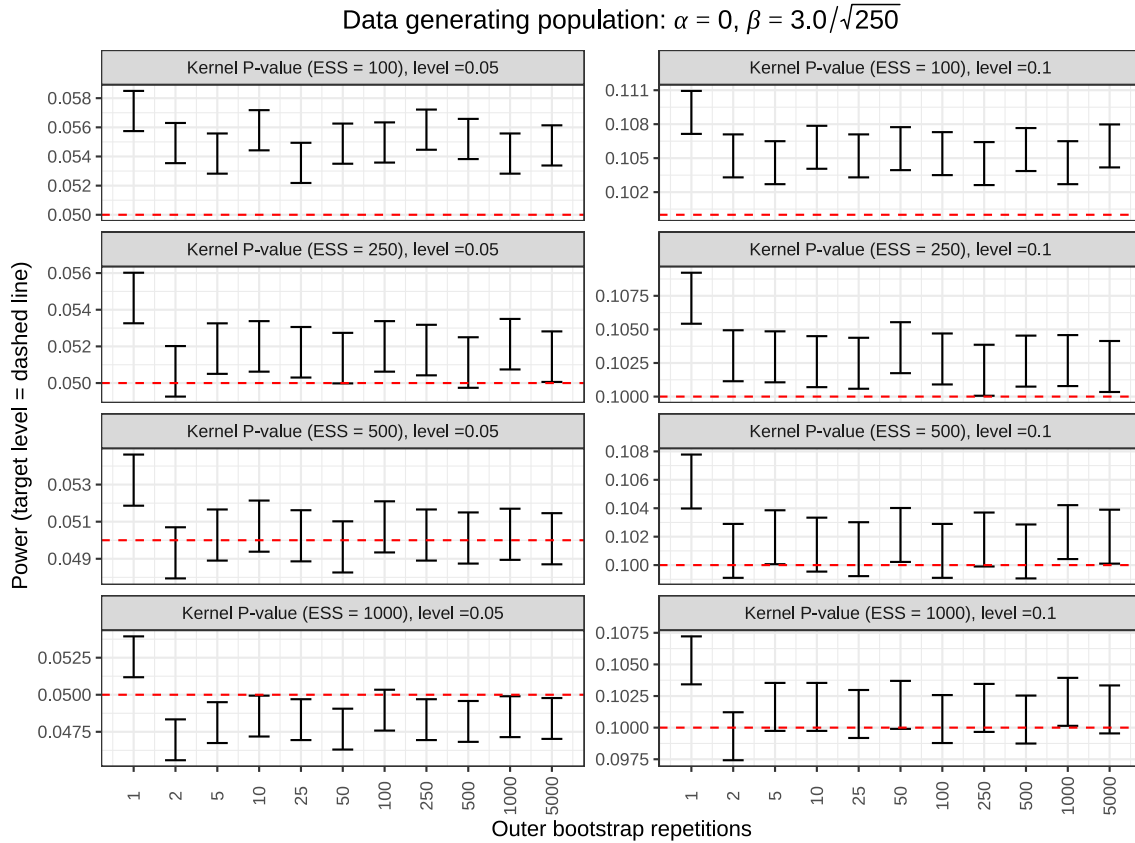 Data generating population: α = 0, β = 3.0/√250
Power (target level = dashed line)
Kernel P-value (ESS = 100), level =0.05
0.058
0.056
0.054
0.052
0.050
Kernel P-value (ESS = 100), level =0.1
0.111
0.108
0.105
0.102
Kernel P-value (ESS = 250), level =0.05
0.056
0.054
0.052
0.050
Kernel P-value (ESS = 250), level =0.1
0.1075
0.1050
0.1025
0.1000
Kernel P-value (ESS = 500), level =0.05
0.053
0.051
0.049
Kernel P-value (ESS = 500), level =0.1
0.108
0.106
0.104
0.102
0.100
Kernel P-value (ESS = 1000), level =0.05
0.0525
0.0500
0.0475
Kernel P-value (ESS = 1000), level =0.1
0.1075
0.1050
0.1025
0.1000
0.0975
1 2 5 10 25 50 100 250 500 1000 5000
1 2 5 10 25 50 100 250 500 1000 5000
Outer bootstrap repetitions